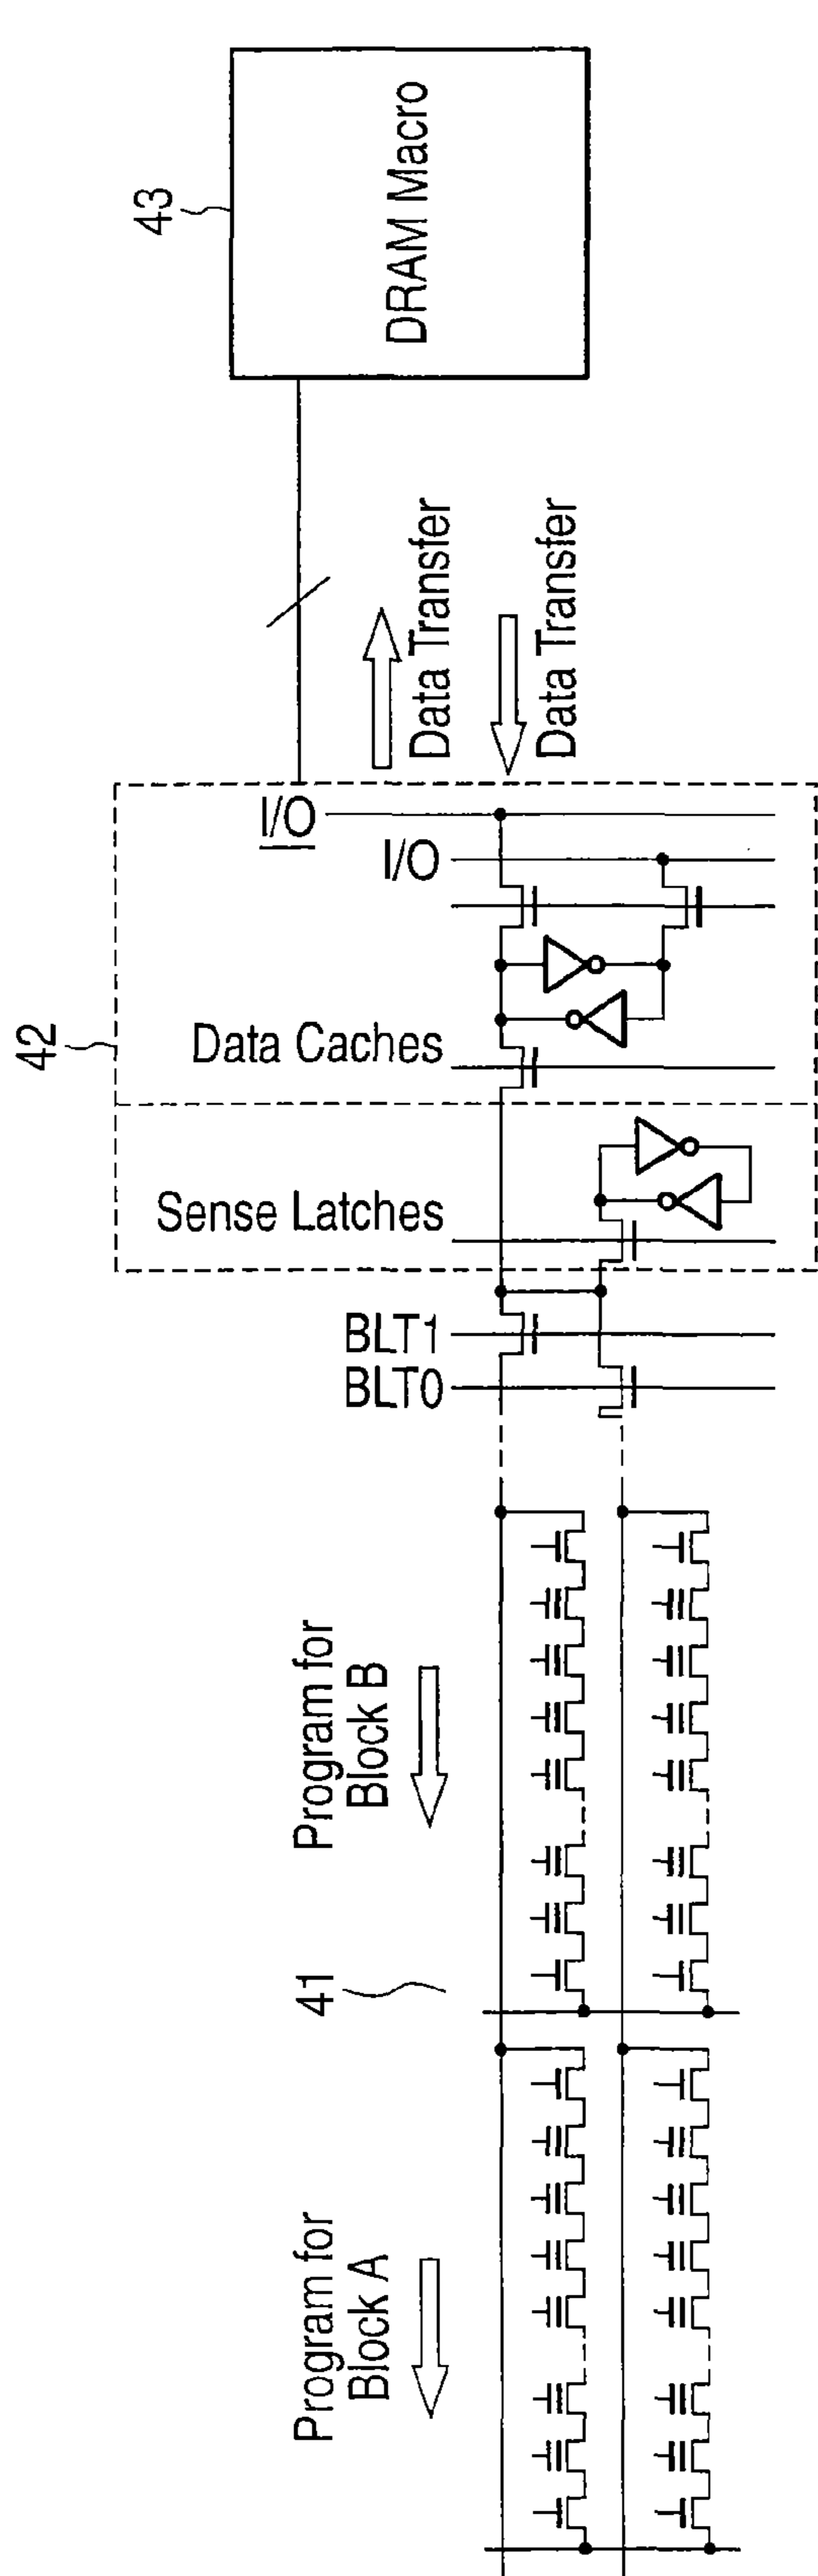 43
DRAM Macro
Data Transfer
Data Transfer
I/O
I/O
42
Data Caches
Sense Latches
BLT1
BLT0
Program for
Block B
41
Program for
Block A